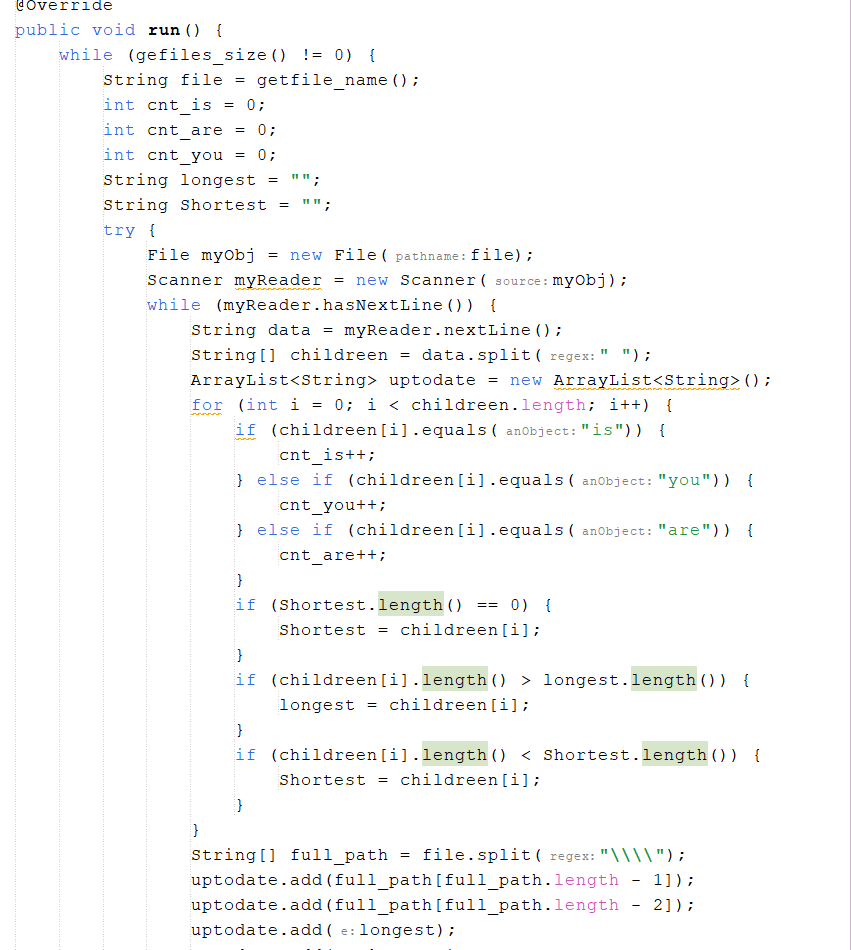 @Override
public void run() {
while (gefiles_size() != 0) {
String file = getfile_name();
int cnt_is = 0;
int cnt_are = 0;
int cnt_you = 0;
String longest = "";
String Shortest = "";
try {
File myObj = new File( pathname: file);
Scanner myReader = new Scanner( source: myObj);
while (myReader.hasNextLine()) {
String data = myReader.nextLine();
String[] childreen = data.split( regex: " ");
ArrayList<String> uptodate = new ArrayList<String>();
for (int i = 0; i < childreen.length; i++) {
if (childreen[i].equals( anObject: "is")) {
cnt_is++;
} else if (childreen[i].equals( anObject: "you")) {
cnt_you++;
} else if (childreen[i].equals( anObject: "are")) {
cnt_are++;
}
if (Shortest.length() == 0) {
Shortest = childreen[i];
}
if (childreen[i].length() > longest.length()) {
longest = childreen[i];
}
if (childreen[i].length() < Shortest.length()) {
Shortest = childreen[i];
}
}
String[] full_path = file.split( regex: "\\\\");
uptodate.add(full_path[full_path.length - 1]);
uptodate.add(full_path[full_path.length - 2]);
uptodate.add( e: longest);